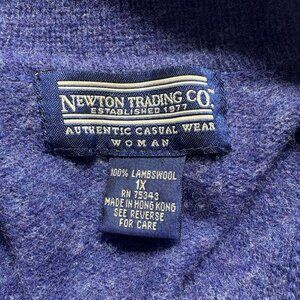 NEWTON TRADING CO.™
ESTABLISHED 1977
AUTHENTIC CASUAL WEAR
WOMAN
100% LAMBSWOOL
1X
RN 75343
MADE IN HONG KONG
SEE REVERSE
FOR CARE